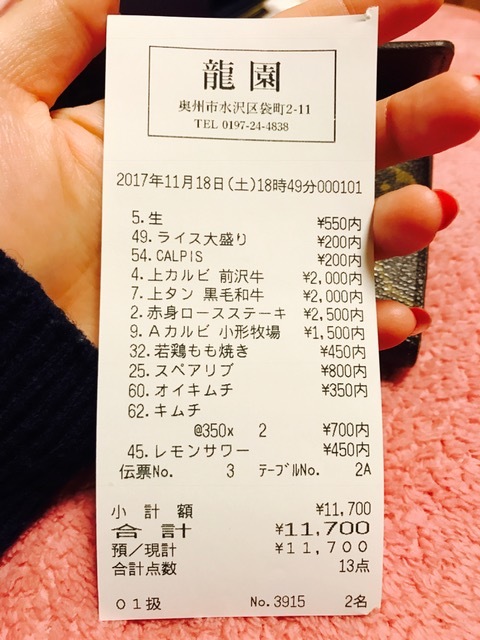 龍園
奥州市水沢区袋町2-11
TEL 0197-24-4838
2017年11月18日(土)18時49分000101
5.生 ¥550内
49.ライス大盛り ¥200内
54.CALPIS ¥200内
4.上カルビ 前沢牛 ¥2,000内
7.上タン 黒毛和牛 ¥2,000内
2.赤身ロースステーキ ¥2,500内
9.Aカルビ 小形牧場 ¥1,500内
32.若鶏もも焼き ¥450内
25.スペアリブ ¥800内
60.オイキムチ ¥350内
62.キムチ
@350x 2 ¥700内
45.レモンサワー ¥450内
伝票No. 3 テーブルNo. 2A
小計額 ¥11,700
合計 ¥11,700
預/現計 ¥11,700
合計点数 13点
01扱 No.3915 2名